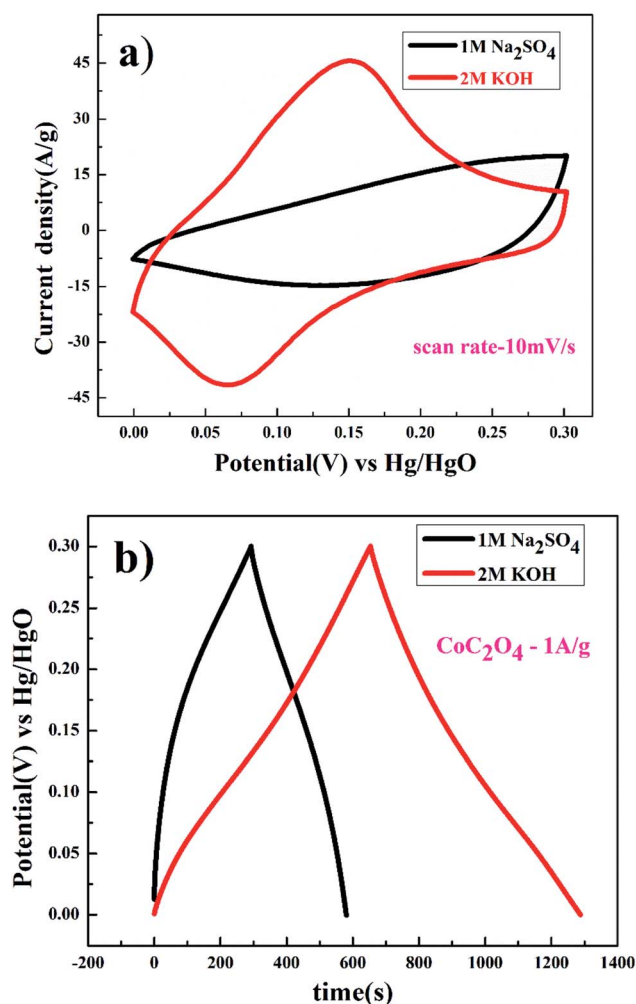 a)
1M Na₂SO₄
2M KOH
45
30
15
0
-15
-30
-45
Current density(A/g)
scan rate-10mV/s
0.00 0.05 0.10 0.15 0.20 0.25 0.30
Potential(V) vs Hg/HgO
b)
1M Na₂SO₄
2M KOH
CoC₂O₄ - 1A/g
0.30
0.25
0.20
0.15
0.10
0.05
0.00
Potential(V) vs Hg/HgO
-200 0 200 400 600 800 1000 1200 1400
time(s)